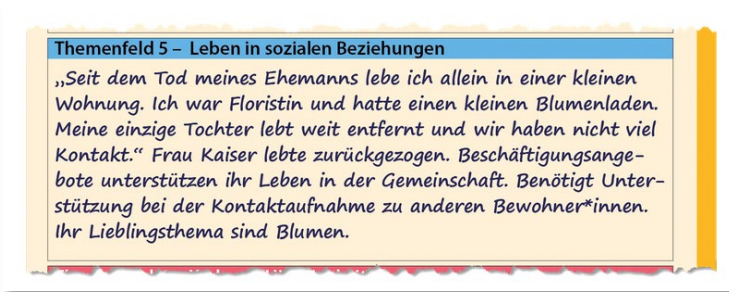 Themenfeld 5 – Leben in sozialen Beziehungen
„Seit dem Tod meines Ehemanns lebe ich allein in einer kleinen
Wohnung. Ich war Floristin und hatte einen kleinen Blumenladen.
Meine einzige Tochter lebt weit entfernt und wir haben nicht viel
Kontakt.“ Frau Kaiser lebte zurückgezogen. Beschäftigungsange-
bote unterstützen ihr Leben in der Gemeinschaft. Benötigt Unter-
stützung bei der Kontaktaufnahme zu anderen Bewohner*innen.
Ihr Lieblingsthema sind Blumen.